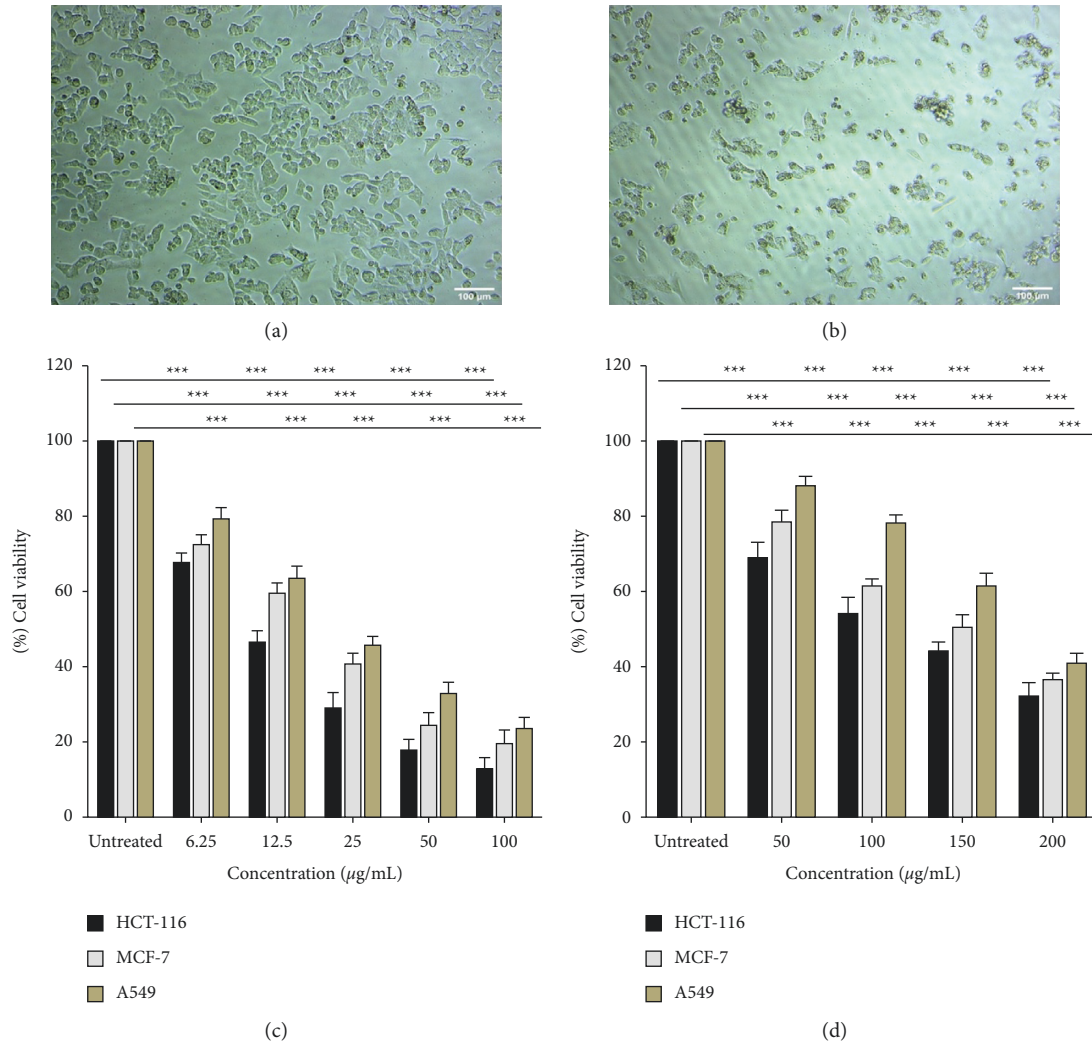 100 μm
100 μm
(a)
(b)
120
100
80
60
40
20
0
(%) Cell viability
*** *** *** *** ***
*** *** *** *** ***
*** *** *** *** ***
Untreated 6.25 12.5 25 50 100
Concentration (μg/mL)
HCT-116
MCF-7
A549
(c)
120
100
80
60
40
20
0
(%) Cell viability
*** *** *** *** ***
*** *** *** *** ***
*** *** *** *** ***
Untreated 50 100 150 200
Concentration (μg/mL)
HCT-116
MCF-7
A549
(d)